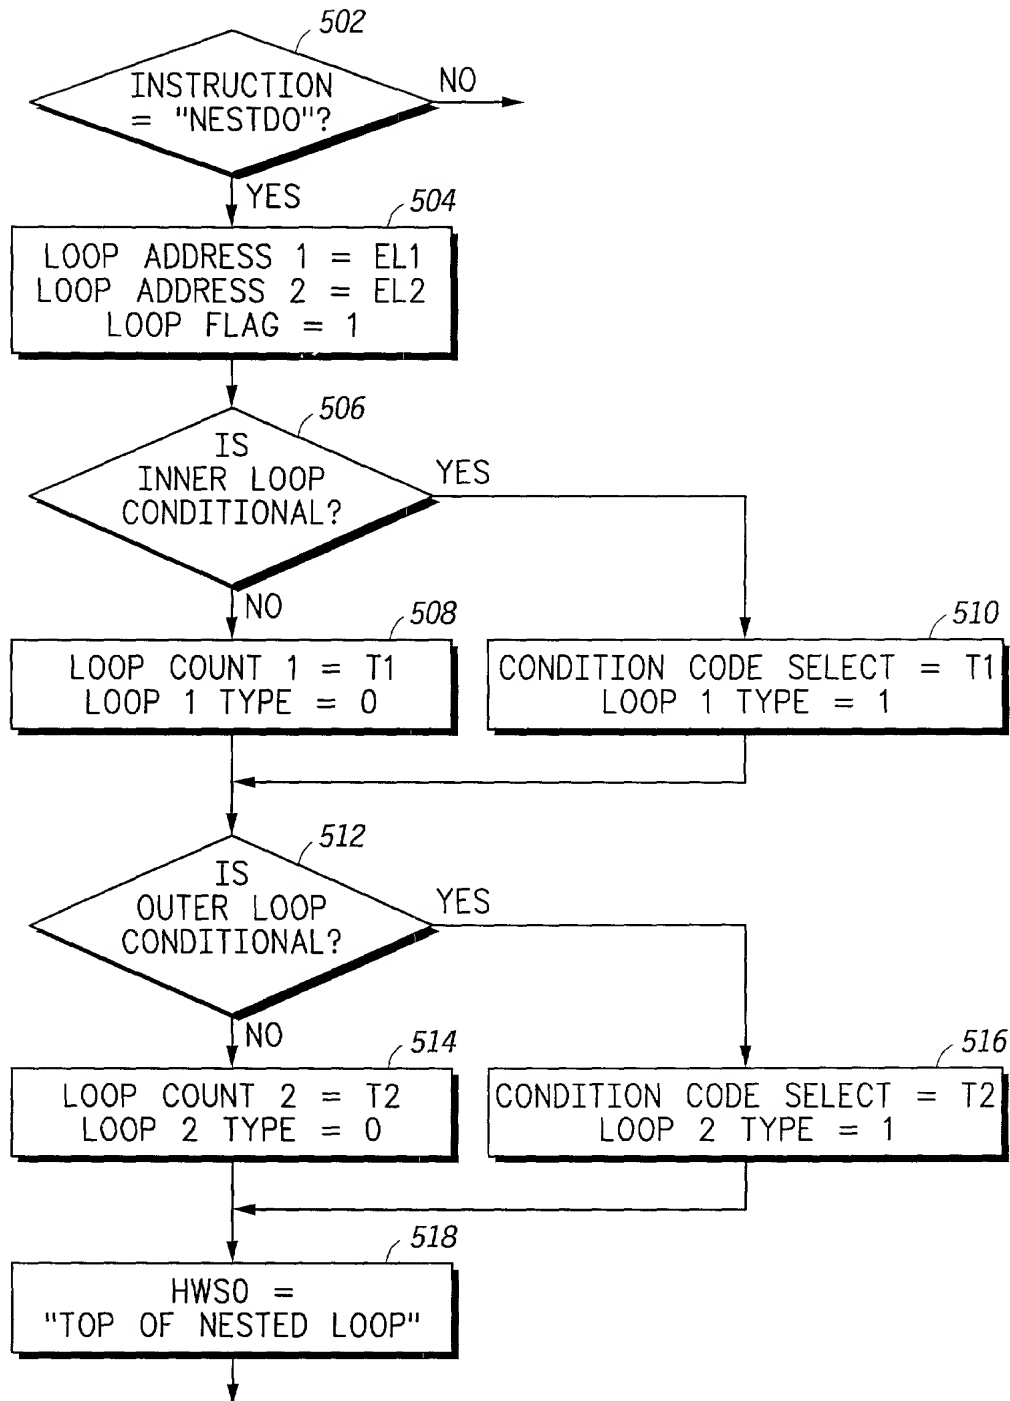 502
INSTRUCTION
= "NESTDO"?
NO
YES
504
LOOP ADDRESS 1 = EL1
LOOP ADDRESS 2 = EL2
LOOP FLAG = 1
506
IS
INNER LOOP
CONDITIONAL?
YES
NO
508
LOOP COUNT 1 = T1
LOOP 1 TYPE = 0
510
CONDITION CODE SELECT = T1
LOOP 1 TYPE = 1
512
IS
OUTER LOOP
CONDITIONAL?
YES
NO
514
LOOP COUNT 2 = T2
LOOP 2 TYPE = 0
516
CONDITION CODE SELECT = T2
LOOP 2 TYPE = 1
518
HWS0 =
"TOP OF NESTED LOOP"